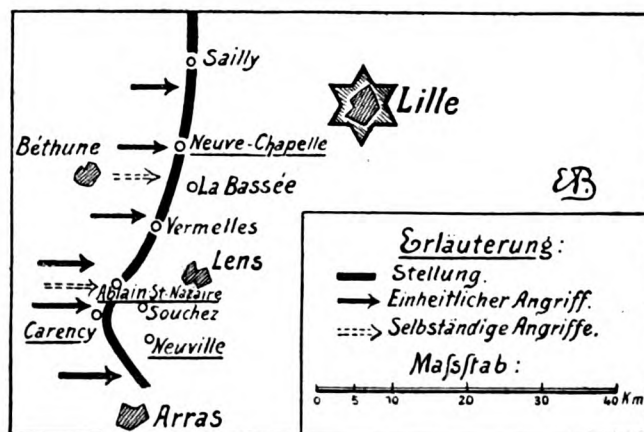 Sailly
Lille
Béthune
Neuve-Chapelle
La Bassée
EB.
Vermelles
Lens
Ablain-St-Nazaire
Souchez
Carency
Neuville
Arras
Erläuterung:
Stellung.
Einheitlicher Angriff.
Selbständige Angriffe.
Maſsſtab:
0 5 10 20 30 40 Km